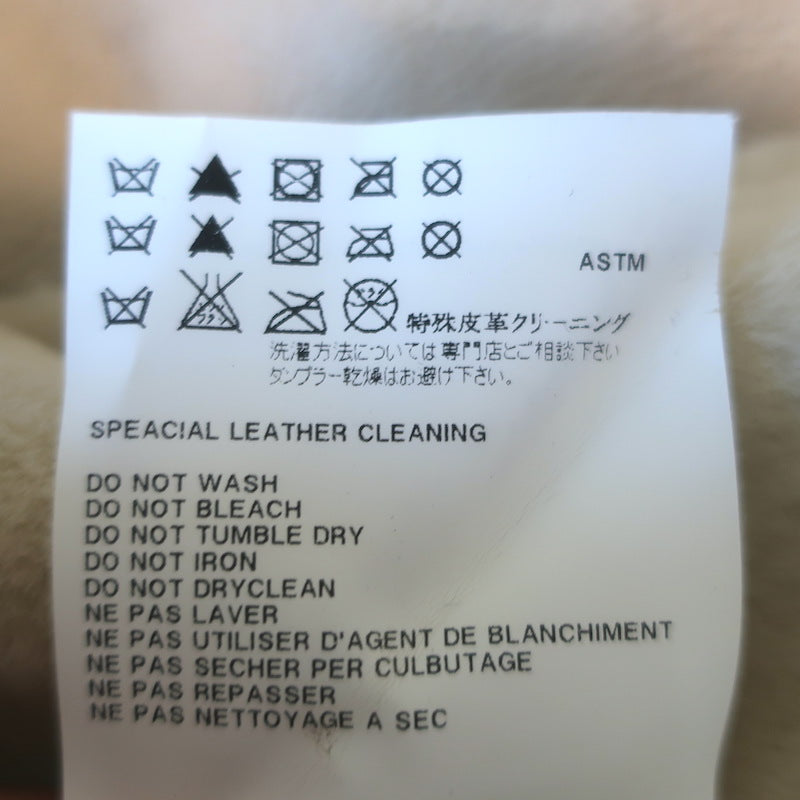 ASTM
特殊皮革クリーニング
洗濯方法については専門店とご相談下さい
タンブラー乾燥はお避け下さい。
SPEACIAL LEATHER CLEANING
DO NOT WASH
DO NOT BLEACH
DO NOT TUMBLE DRY
DO NOT IRON
DO NOT DRYCLEAN
NE PAS LAVER
NE PAS UTILISER D'AGENT DE BLANCHIMENT
NE PAS SECHER PER CULBUTAGE
NE PAS REPASSER
NE PAS NETTOYAGE A SEC